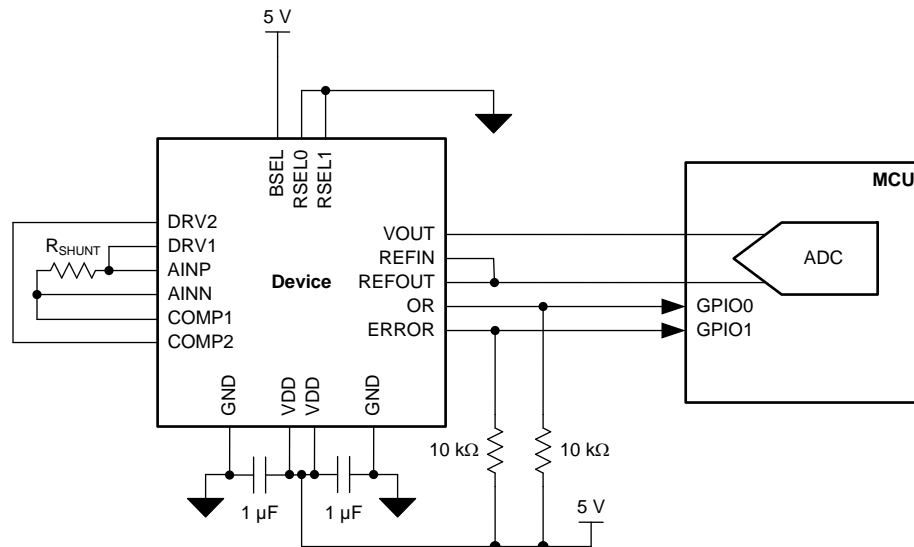 5 V
BSEL
RSEL0
RSEL1
MCU
DRV2
DRV1
AINP
AINN
COMP1
COMP2
R_SHUNT
Device
VOUT
REFIN
REFOUT
OR
ERROR
ADC
GPIO0
GPIO1
GND
VDD
VDD
GND
1 µF
1 µF
10 kΩ
10 kΩ
5 V